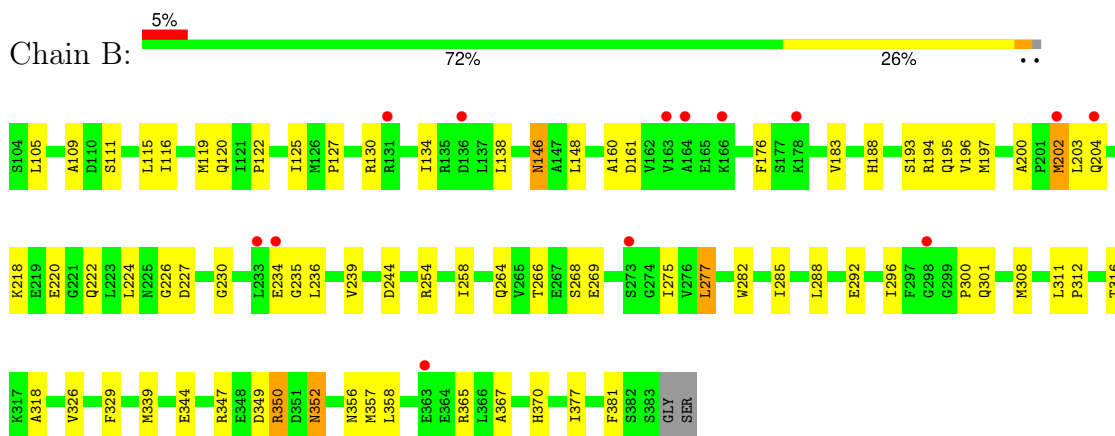 5%
Chain B:
72% 26% • •
S104 L105 A109 D110 S111 L115 I116 M119 Q120 I121 P122 I125 M126 P127 R130 R131 I134 R135 D136 L137 L138 N146 A147 L148 A160 D161 V162 V163 A164 E165 K166 F176 S177 K178 V183 H188 S193 R194 Q195 V196 M197 A200 P201 M202 L203 Q204
K218 E219 E220 G221 Q222 L223 L224 N225 G226 D227 G230 L233 E234 G235 L236 V239 D244 R254 I258 Q264 V265 T266 E267 S268 E269 S273 G274 I275 V276 L277 W282 I285 L288 E292 I296 F297 G298 G299 P300 Q301 M308 L311 P312 T316
K317 A318 V326 F329 M339 E344 R347 E348 D349 R350 D351 N352 N356 M357 L358 E363 E364 R365 L366 A367 H370 I377 F381 S382 S383 GLY SER